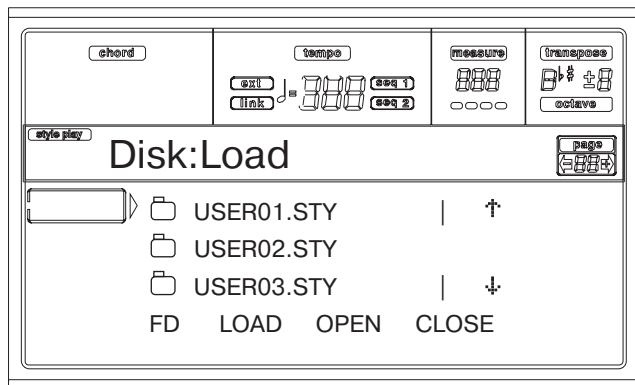 chord
tempo
measure
transpose
ext
seq 1
link
seq 2
octave
style play
Disk:Load
page
USER01.STY | ↑
USER02.STY
USER03.STY | ↓
FD LOAD OPEN CLOSE